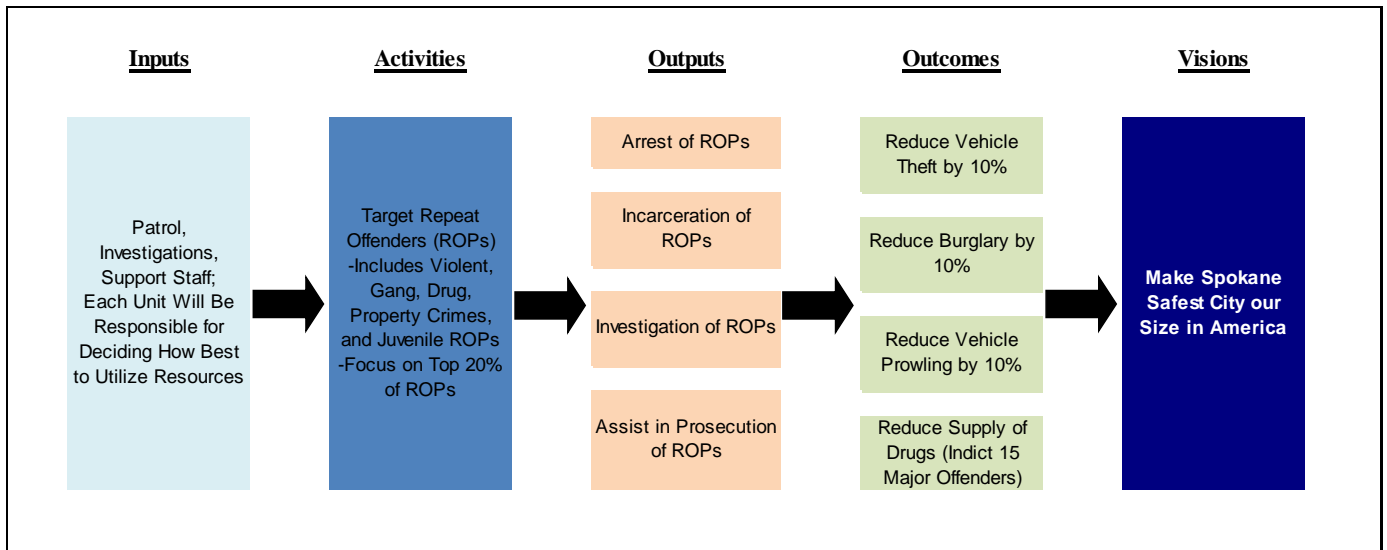 Inputs
Activities
Outputs
Outcomes
Visions
Patrol,
Investigations,
Support Staff;
Each Unit Will Be
Responsible for
Deciding How Best
to Utilize Resources
Target Repeat
Offenders (ROPs)
-Includes Violent,
Gang, Drug,
Property Crimes,
and Juvenile ROPs
-Focus on Top 20%
of ROPs
Arrest of ROPs
Incarceration of
ROPs
Investigation of ROPs
Assist in Prosecution
of ROPs
Reduce Vehicle
Theft by 10%
Reduce Burglary by
10%
Reduce Vehicle
Prowling by 10%
Reduce Supply of
Drugs (Indict 15
Major Offenders)
Make Spokane
Safest City our
Size in America